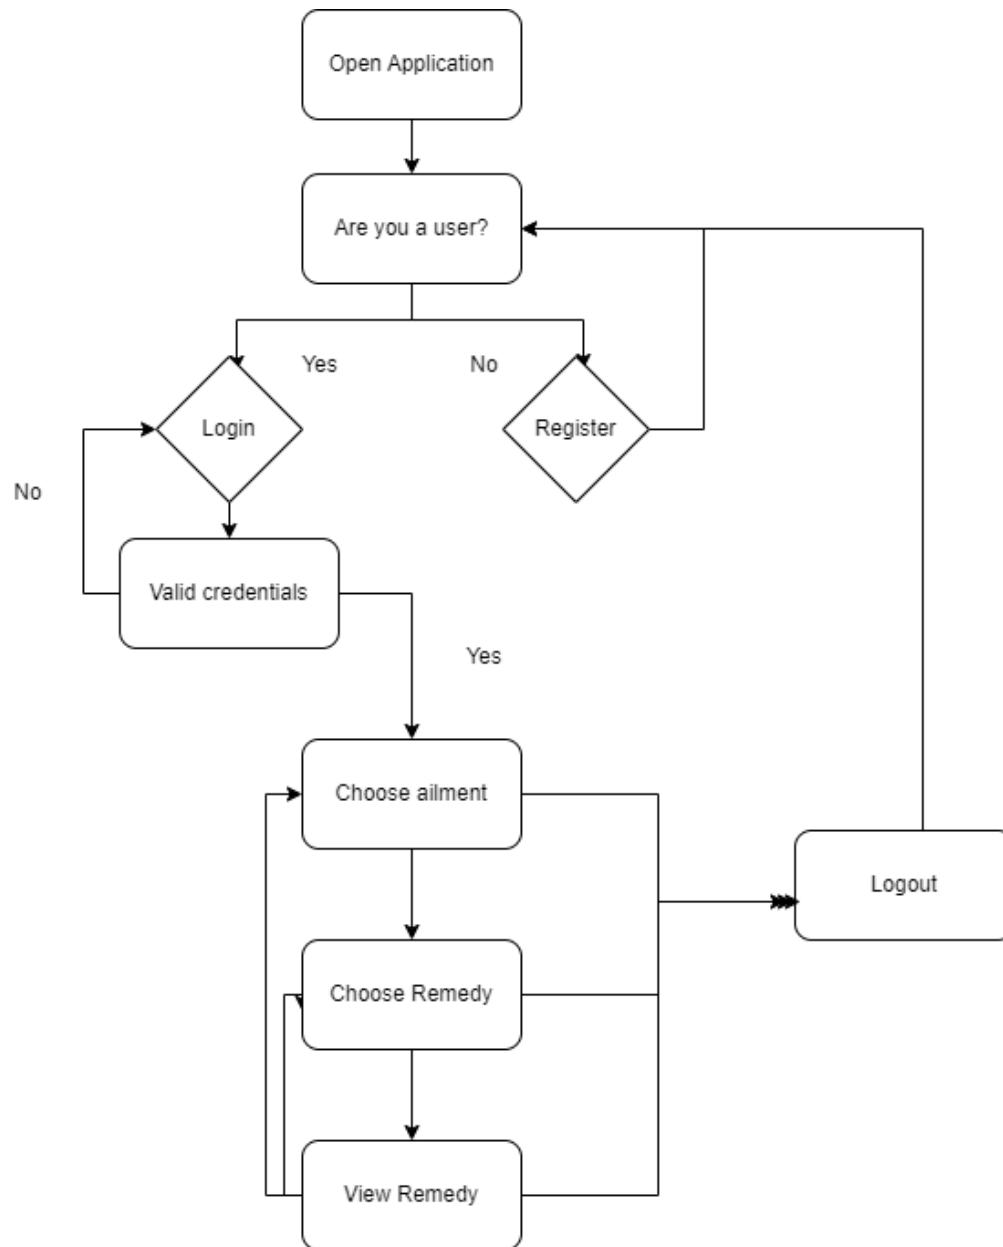 Open Application
Are you a user?
Yes
No
Login
Register
No
Valid credentials
Yes
Choose ailment
Logout
Choose Remedy
View Remedy